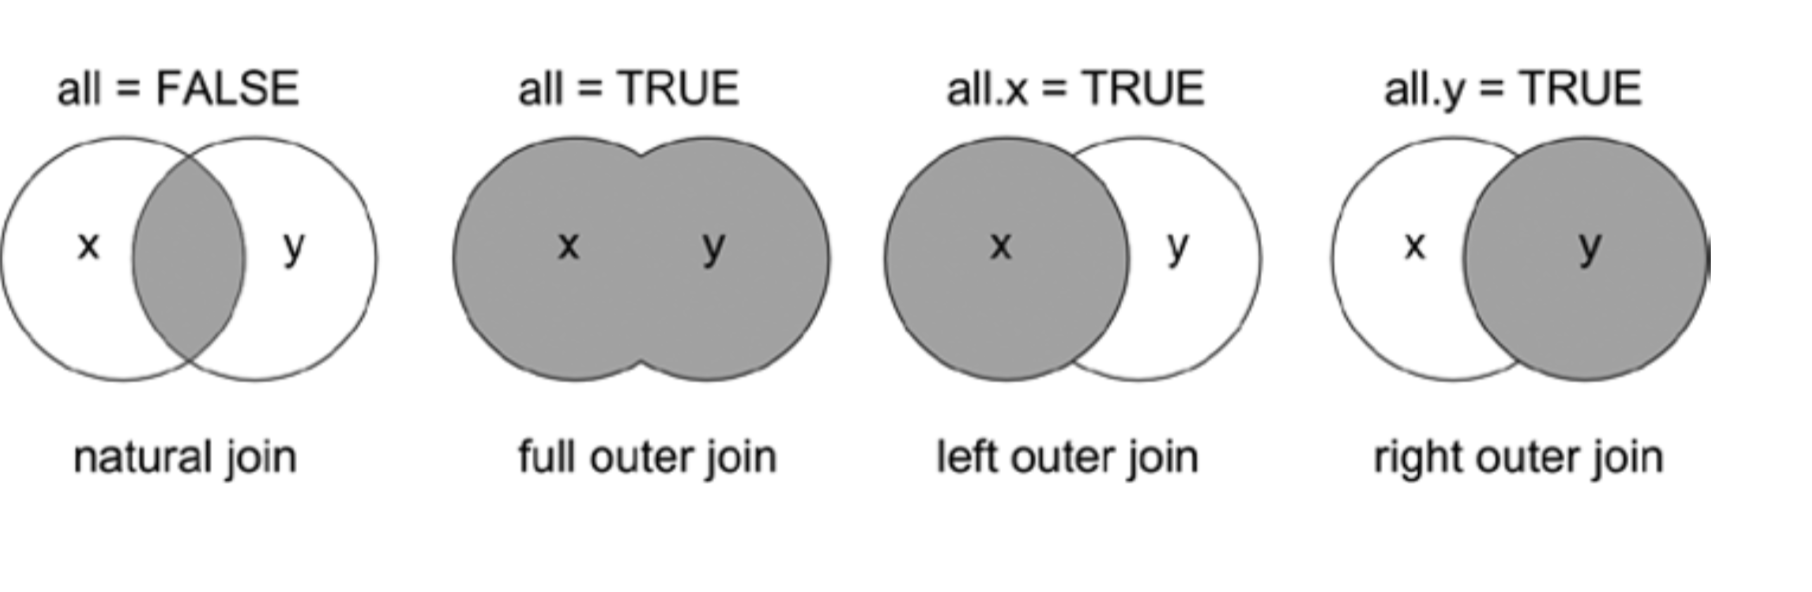 all = FALSE
x
y
natural join
all = TRUE
x
y
full outer join
all.x = TRUE
x
y
left outer join
all.y = TRUE
x
y
right outer join